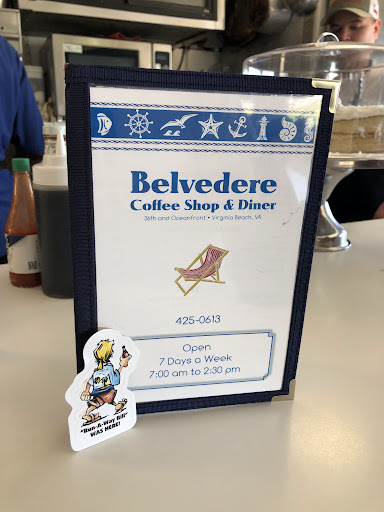 Belvedere
Coffee Shop & Diner
36th and Oceanfront • Virginia Beach, VA
425-0613
Open
7 Days a Week
7:00 am to 2:30 pm
"Run-A-Way Bill"
WAS HERE!